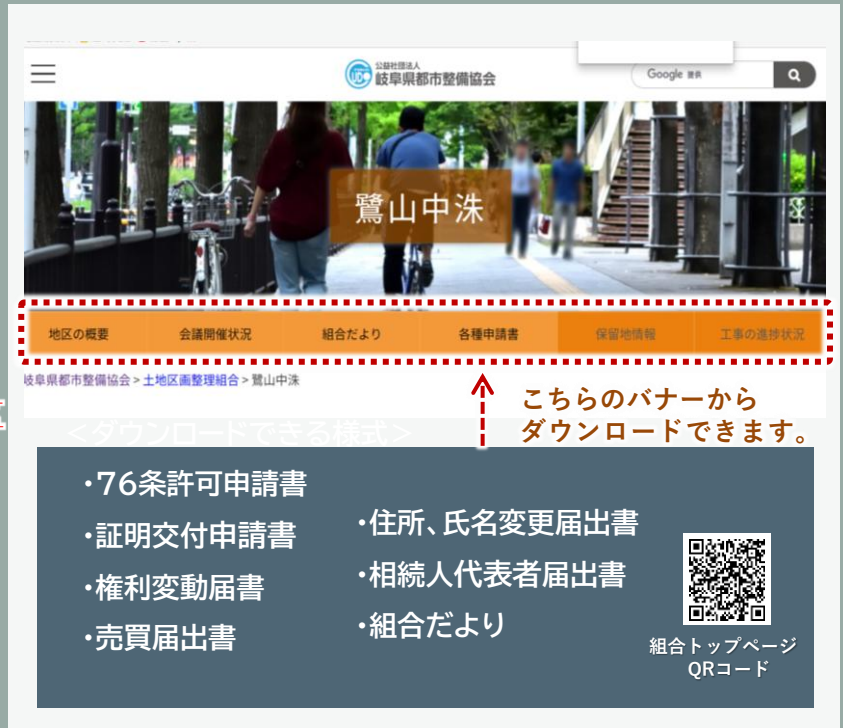 公益社団法人
岐阜県都市整備協会
Google 提供
鷺山中洙
地区の概要 会議開催状況 組合だより 各種申請書 保留地情報 工事の進捗状況
岐阜県都市整備協会 > 土地区画整理組合 > 鷺山中洙
こちらのバナーから
ダウンロードできます。
<ダウンロードできる様式>
・76条許可申請書
・証明交付申請書
・権利変動届書
・売買届出書
・住所、氏名変更届出書
・相続人代表者届出書
・組合だより
組合トップページ
QRコード